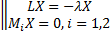 LX = −λX
MᵢX = 0, i = 1,2